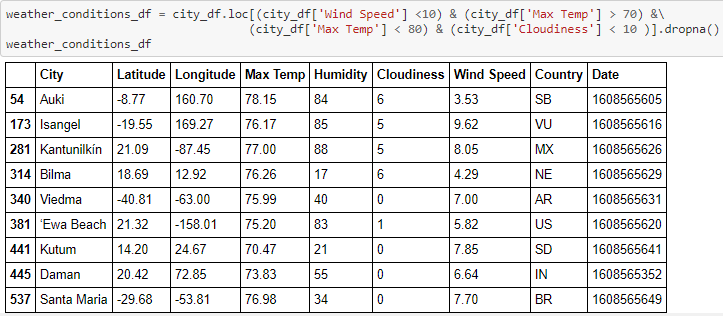 weather_conditions_df = city_df.loc[(city_df['Wind Speed'] <10) & (city_df['Max Temp'] > 70) &\
(city_df['Max Temp'] < 80) & (city_df['Cloudiness'] < 10 )].dropna()
weather_conditions_df
City Latitude Longitude Max Temp Humidity Cloudiness Wind Speed Country Date
54 Auki -8.77 160.70 78.15 84 6 3.53 SB 1608565605
173 Isangel -19.55 169.27 76.17 85 5 9.62 VU 1608565616
281 Kantunilkín 21.09 -87.45 77.00 88 5 8.05 MX 1608565626
314 Bilma 18.69 12.92 76.26 17 6 4.29 NE 1608565629
340 Viedma -40.81 -63.00 75.99 40 0 7.00 AR 1608565631
381 ‘Ewa Beach 21.32 -158.01 75.20 83 1 5.82 US 1608565620
441 Kutum 14.20 24.67 70.47 21 0 7.85 SD 1608565641
445 Daman 20.42 72.85 73.83 55 0 6.64 IN 1608565352
537 Santa Maria -29.68 -53.81 76.98 34 0 7.70 BR 1608565649